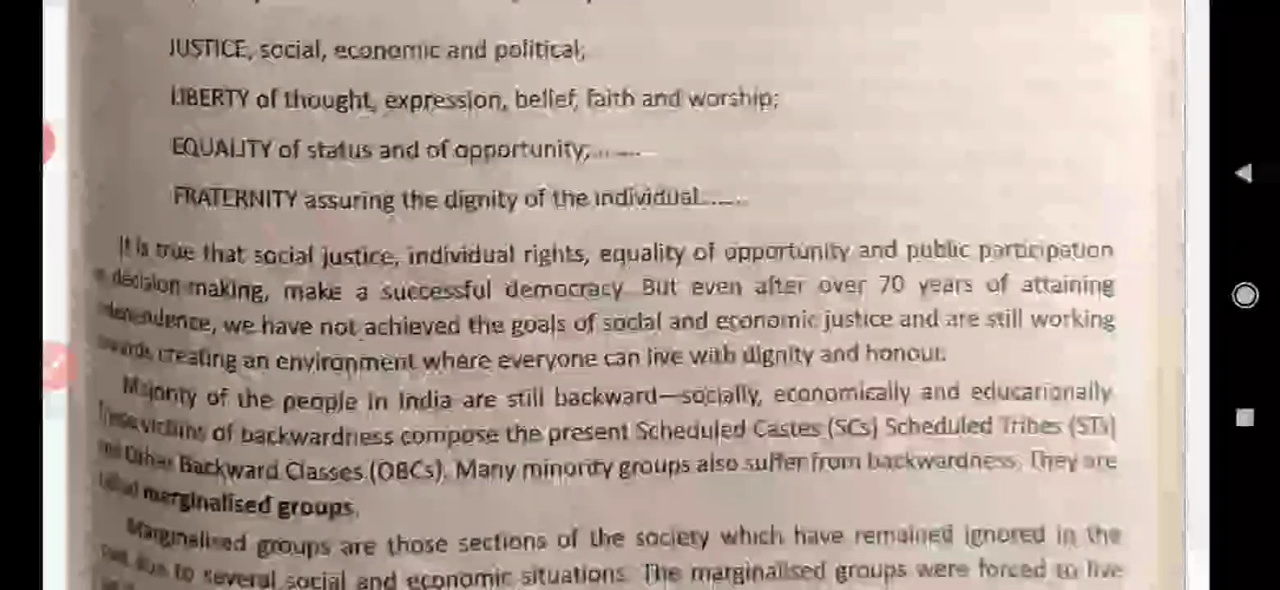 JUSTICE, social, economic and political;
LIBERTY of thought, expression, belief, faith and worship;
EQUALITY of status and of opportunity;.......
FRATERNITY assuring the dignity of the individual......
It is true that social justice, individual rights, equality of opportunity and public participation
decision making, make a successful democracy. But even after over 70 years of attaining
we have not achieved the goals of social and economic justice and are still working
creating an environment where everyone can live with dignity and honour.
Majority of the people in India are still backward—socially, economically and educationally
victims of backwardness compose the present Scheduled Castes (SCs) Scheduled Tribes (STs)
Other Backward Classes (OBCs). Many minority groups also suffer from backwardness. They are
marginalised groups.
Marginalised groups are those sections of the society which have remained ignored in the
due to several social and economic situations. The marginalised groups were forced to live